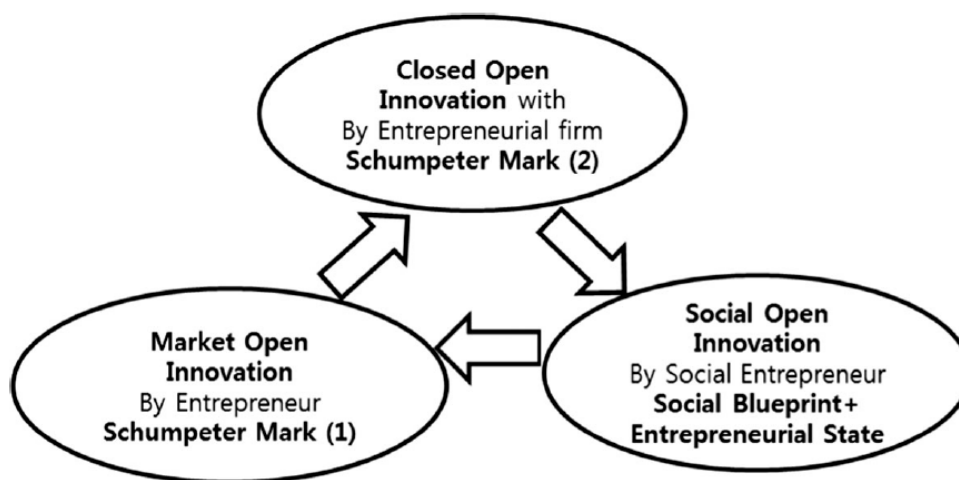 Closed Open
Innovation with
By Entrepreneurial firm
Schumpeter Mark (2)
Market Open
Innovation
By Entrepreneur
Schumpeter Mark (1)
Social Open
Innovation
By Social Entrepreneur
Social Blueprint+
Entrepreneurial State